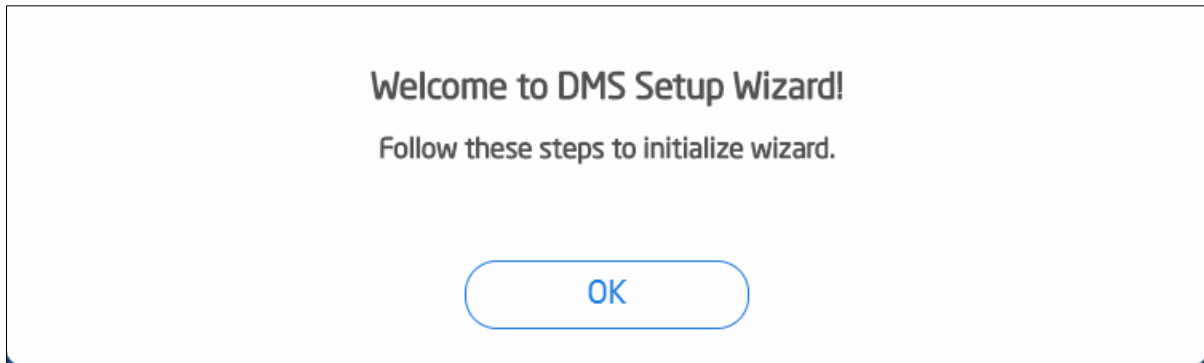 Welcome to DMS Setup Wizard!
Follow these steps to initialize wizard.
OK